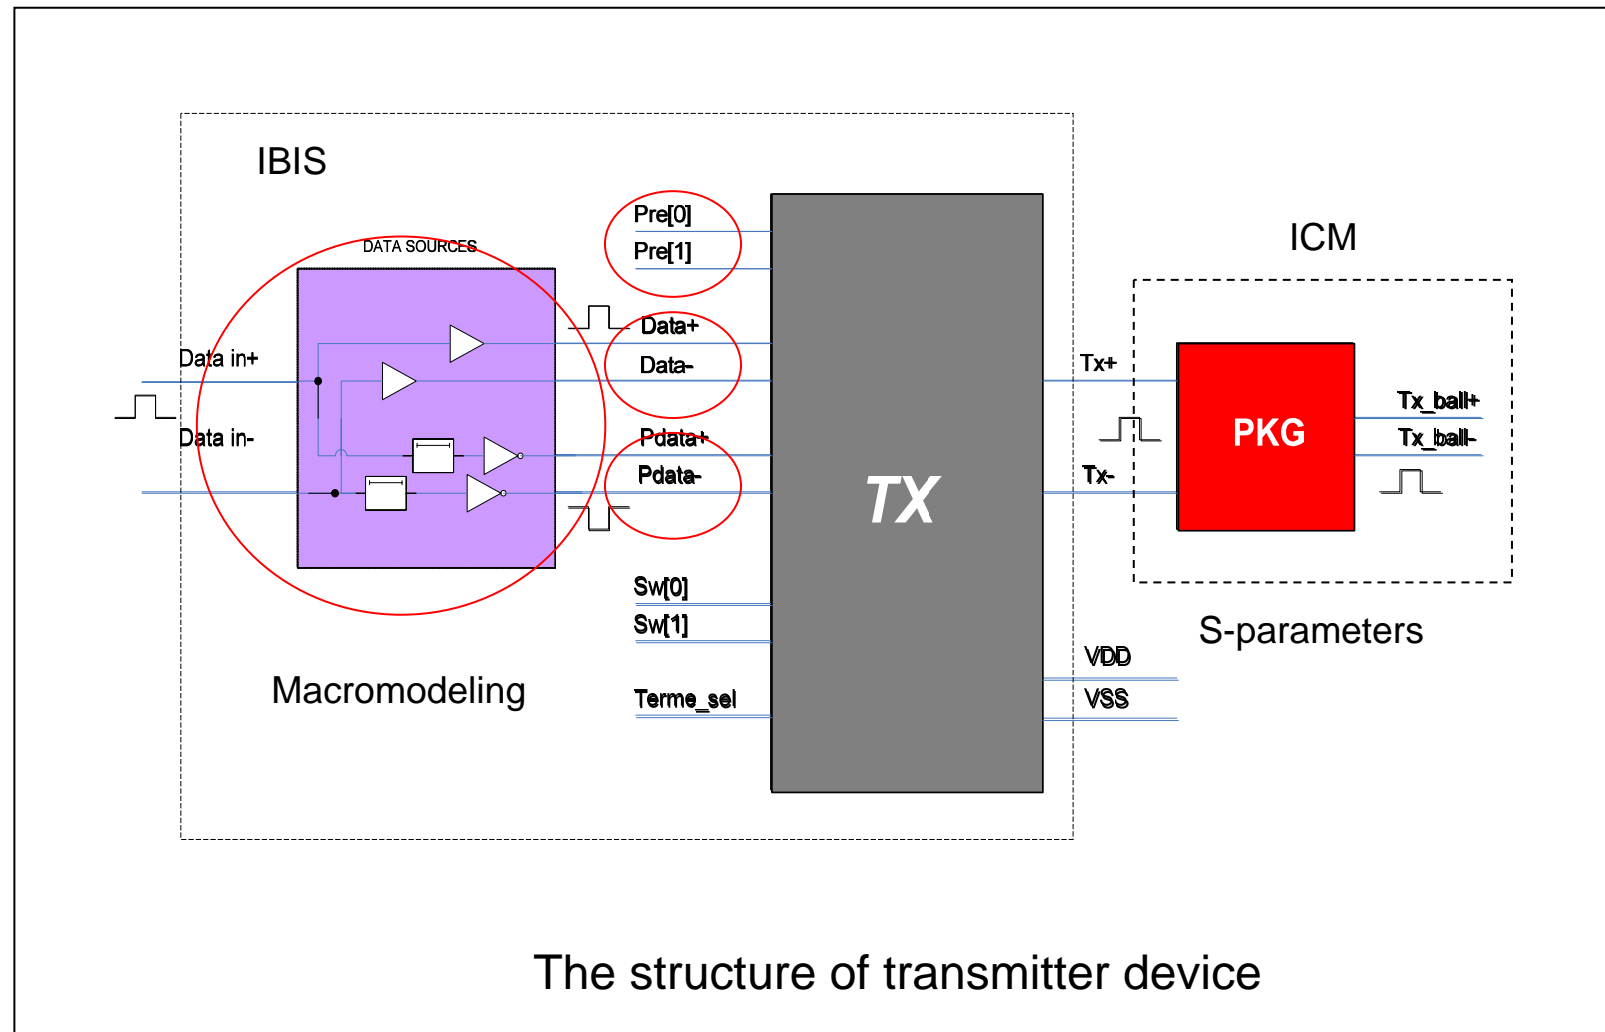 IBIS
DATA SOURCES
Pre[0]
Pre[1]
ICM
Data in+
Data in-
Data+
Data-
Pdata+
Pdata-
TX
Tx+
Tx-
PKG
Tx_ball+
Tx_ball-
Sw[0]
Sw[1]
Terme_sel
VDD
VSS
S-parameters
Macromodeling
The structure of transmitter device